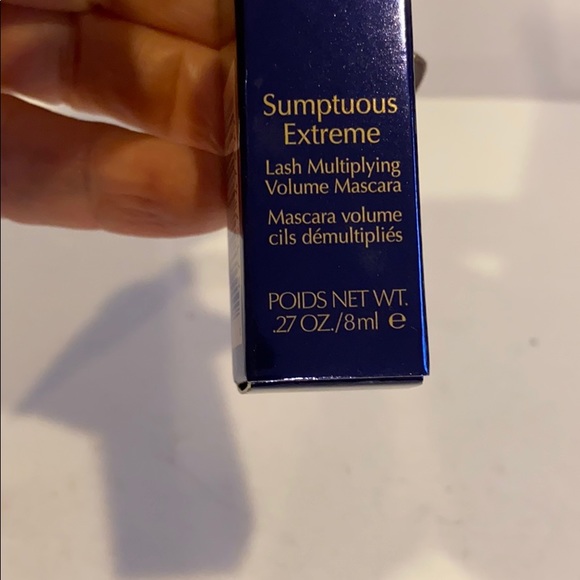 Sumptuous
Extreme
Lash Multiplying
Volume Mascara
Mascara volume
cils démultipliés
POIDS NET WT.
.27 OZ./8ml ℮